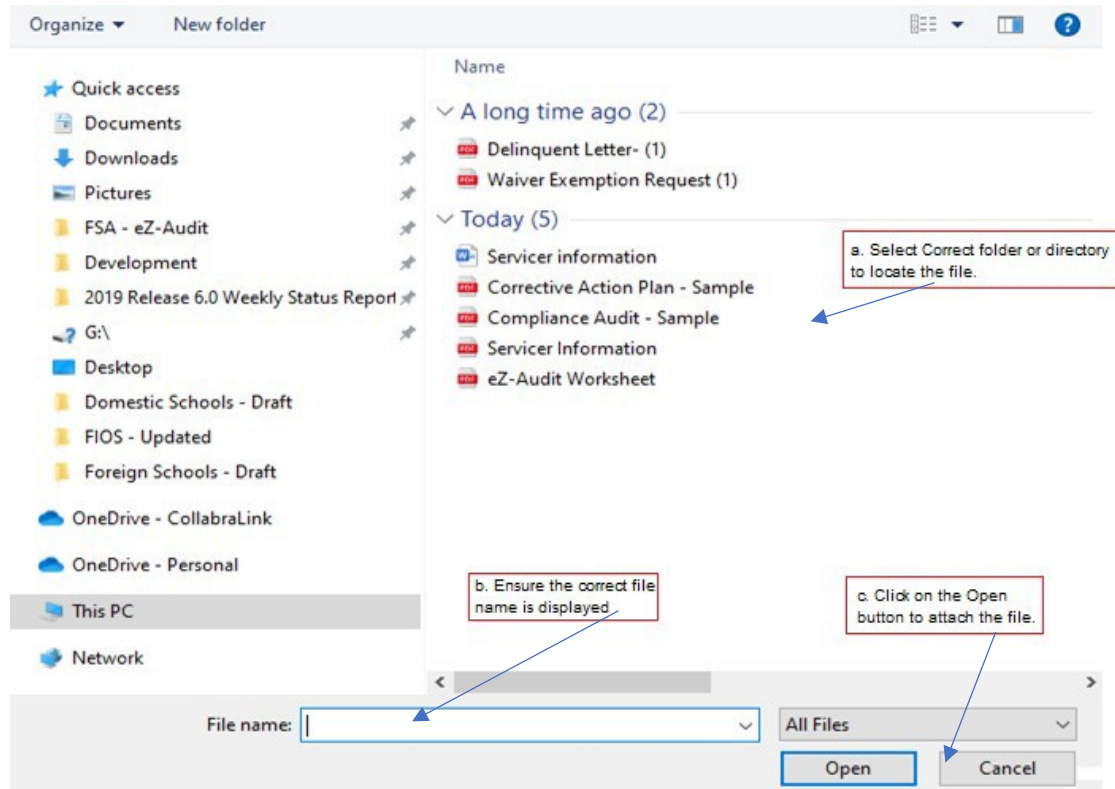 Organize New folder
Name
Quick access
Documents
Downloads
Pictures
FSA - eZ-Audit
Development
2019 Release 6.0 Weekly Status Report
G:\
Desktop
Domestic Schools - Draft
FIOS - Updated
Foreign Schools - Draft
OneDrive - CollabraLink
OneDrive - Personal
This PC
Network
A long time ago (2)
Delinquent Letter- (1)
Waiver Exemption Request (1)
Today (5)
Servicer information
Corrective Action Plan - Sample
Compliance Audit - Sample
Servicer Information
eZ-Audit Worksheet
a. Select Correct folder or directory
to locate the file.
b. Ensure the correct file
name is displayed
c. Click on the Open
button to attach the file.
File name:
All Files
Open
Cancel